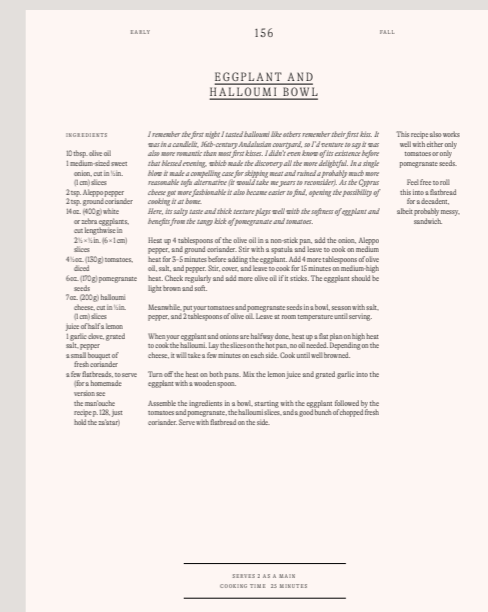 EARLY
156
FALL
EGGPLANT AND
HALLOUMI BOWL
INGREDIENTS
10 tbsp. olive oil
1 medium-sized sweet
onion, cut in ½in.
(1cm) slices
2 tsp. Aleppo pepper
2 tsp. ground coriander
14oz. (400g) white
or zebra eggplants,
cut lengthwise in
2½ × ½in. (6 × 1cm)
slices
4½oz. (130g) tomatoes,
diced
6oz. (170g) pomegranate
seeds
7oz. (200g) halloumi
cheese, cut in ½in.
(1cm) slices
juice of half a lemon
1 garlic clove, grated
salt, pepper
a small bouquet of
fresh coriander
a few flatbreads, to serve
(for a homemade
version see
the man'ouche
recipe p. 128, just
hold the za'atar)
I remember the first night I tasted halloumi like others remember their first kiss. It
was in a candlelit, 16th-century Andalusian courtyard, so I'd venture to say it was
also more romantic than most first kisses. I didn't even know of its existence before
that blessed evening, which made the discovery all the more delightful. In a single
blow it made a compelling case for skipping meat and ruined a probably much more
reasonable tofu alternative (it would take me years to reconsider). As the Cyprus
cheese got more fashionable it also became easier to find, opening the possibility of
cooking it at home.
Here, its salty taste and thick texture plays well with the softness of eggplant and
benefits from the tangy kick of pomegranate and tomatoes.
Heat up 4 tablespoons of the olive oil in a non-stick pan, add the onion, Aleppo
pepper, and ground coriander. Stir with a spatula and leave to cook on medium
heat for 3–5 minutes before adding the eggplant. Add 4 more tablespoons of olive
oil, salt, and pepper. Stir, cover, and leave to cook for 15 minutes on medium-high
heat. Check regularly and add more olive oil if it sticks. The eggplant should be
light brown and soft.
Meanwhile, put your tomatoes and pomegranate seeds in a bowl, season with salt,
pepper, and 2 tablespoons of olive oil. Leave at room temperature until serving.
When your eggplant and onions are halfway done, heat up a flat plan on high heat
to cook the halloumi. Lay the slices on the hot pan, no oil needed. Depending on the
cheese, it will take a few minutes on each side. Cook until well browned.
Turn off the heat on both pans. Mix the lemon juice and grated garlic into the
eggplant with a wooden spoon.
Assemble the ingredients in a bowl, starting with the eggplant followed by the
tomatoes and pomegranate, the halloumi slices, and a good bunch of chopped fresh
coriander. Serve with flatbread on the side.
This recipe also works
well with either only
tomatoes or only
pomegranate seeds.
Feel free to roll
this into a flatbread
for a decadent,
albeit probably messy,
sandwich.
SERVES 2 AS A MAIN
COOKING TIME 25 MINUTES